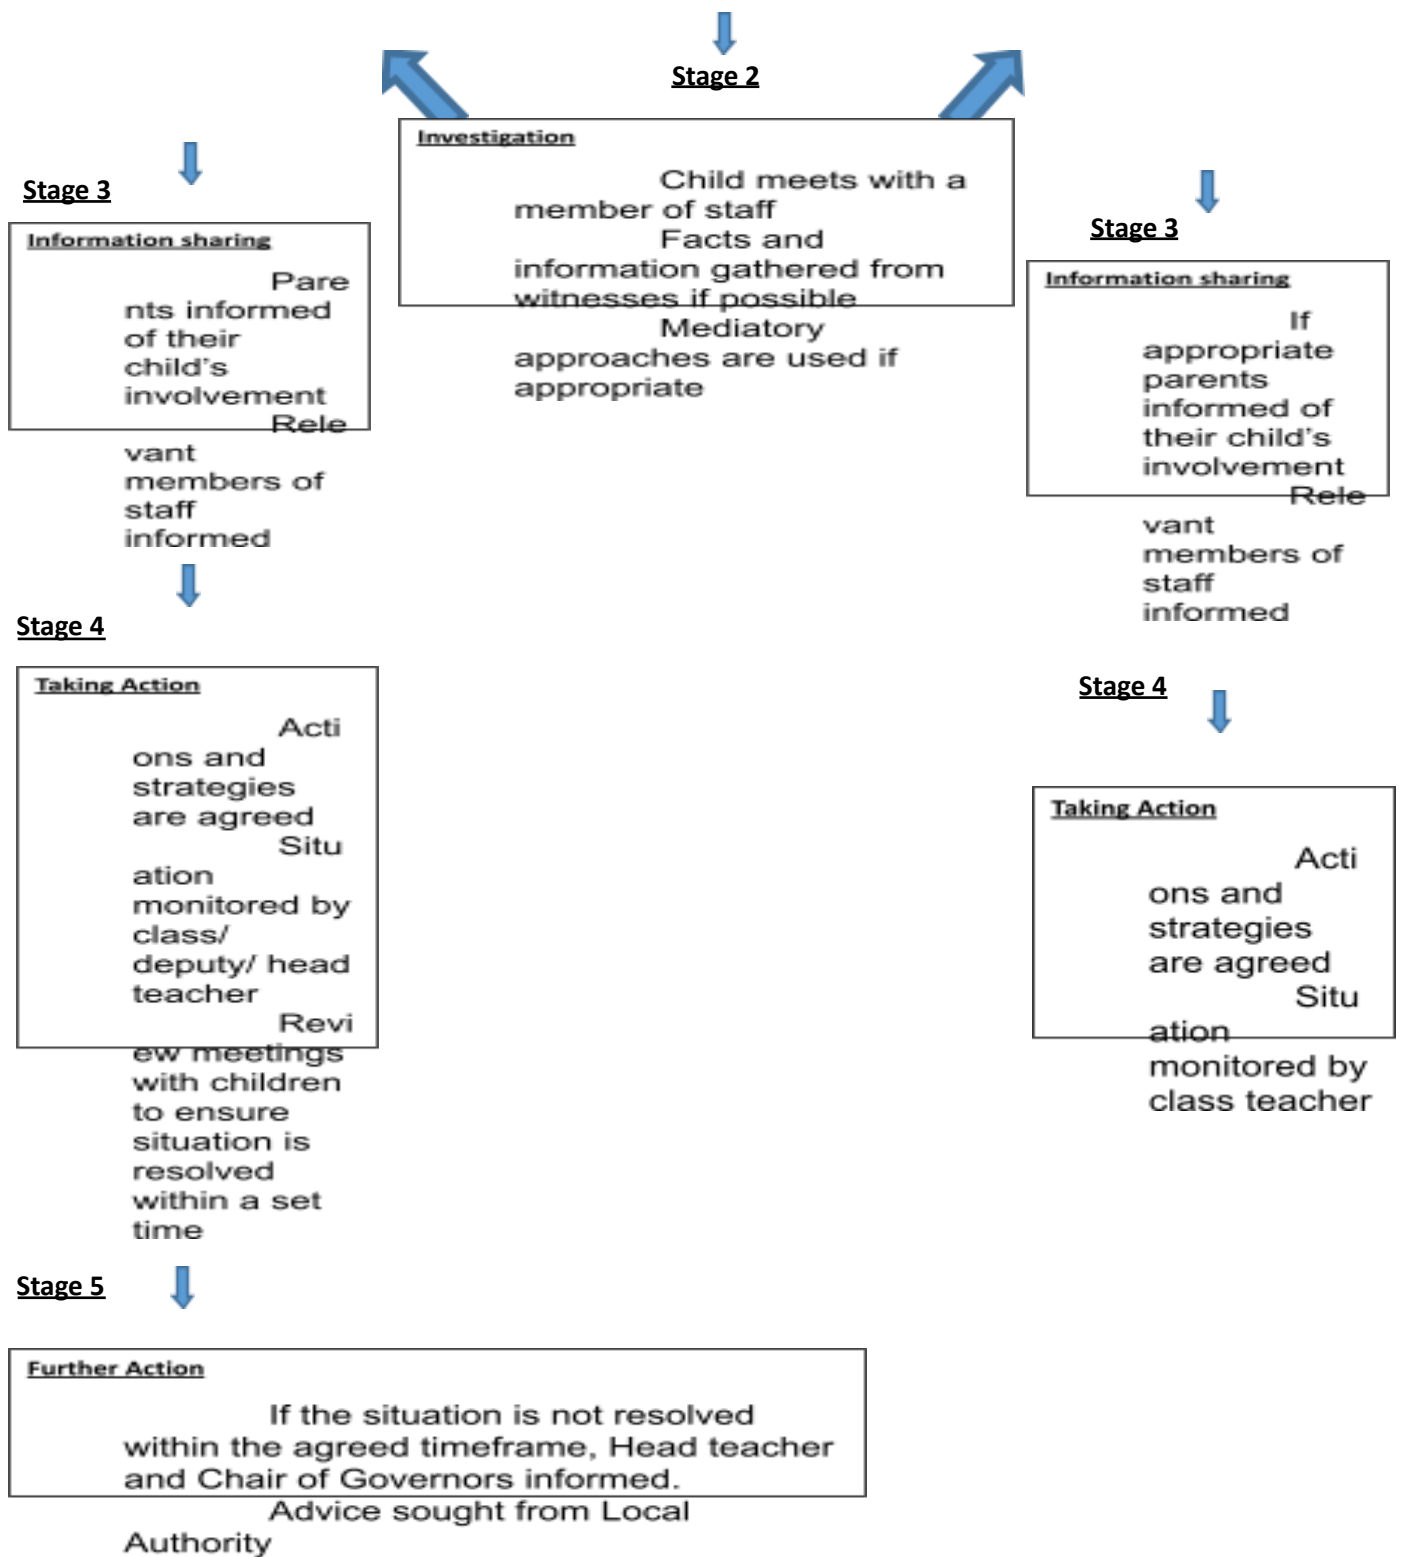 Stage 2
Investigation
Child meets with a
member of staff
Facts and
information gathered from
witnesses if possible
Mediatory
approaches are used if
appropriate
Stage 3
Information sharing
Pare
nts informed
of their
child's
involvement
Rele
vant
members of
staff
informed
Stage 4
Taking Action
Acti
ons and
strategies
are agreed
Situ
ation
monitored by
class/
deputy/ head
teacher
Revi
ew meetings
with children
to ensure
situation is
resolved
within a set
time
Stage 5
Further Action
If the situation is not resolved
within the agreed timeframe, Head teacher
and Chair of Governors informed.
Advice sought from Local
Authority
Stage 3
Information sharing
If
appropriate
parents
informed of
their child's
involvement
Rele
vant
members of
staff
informed
Stage 4
Taking Action
Acti
ons and
strategies
are agreed
Situ
ation
monitored by
class teacher